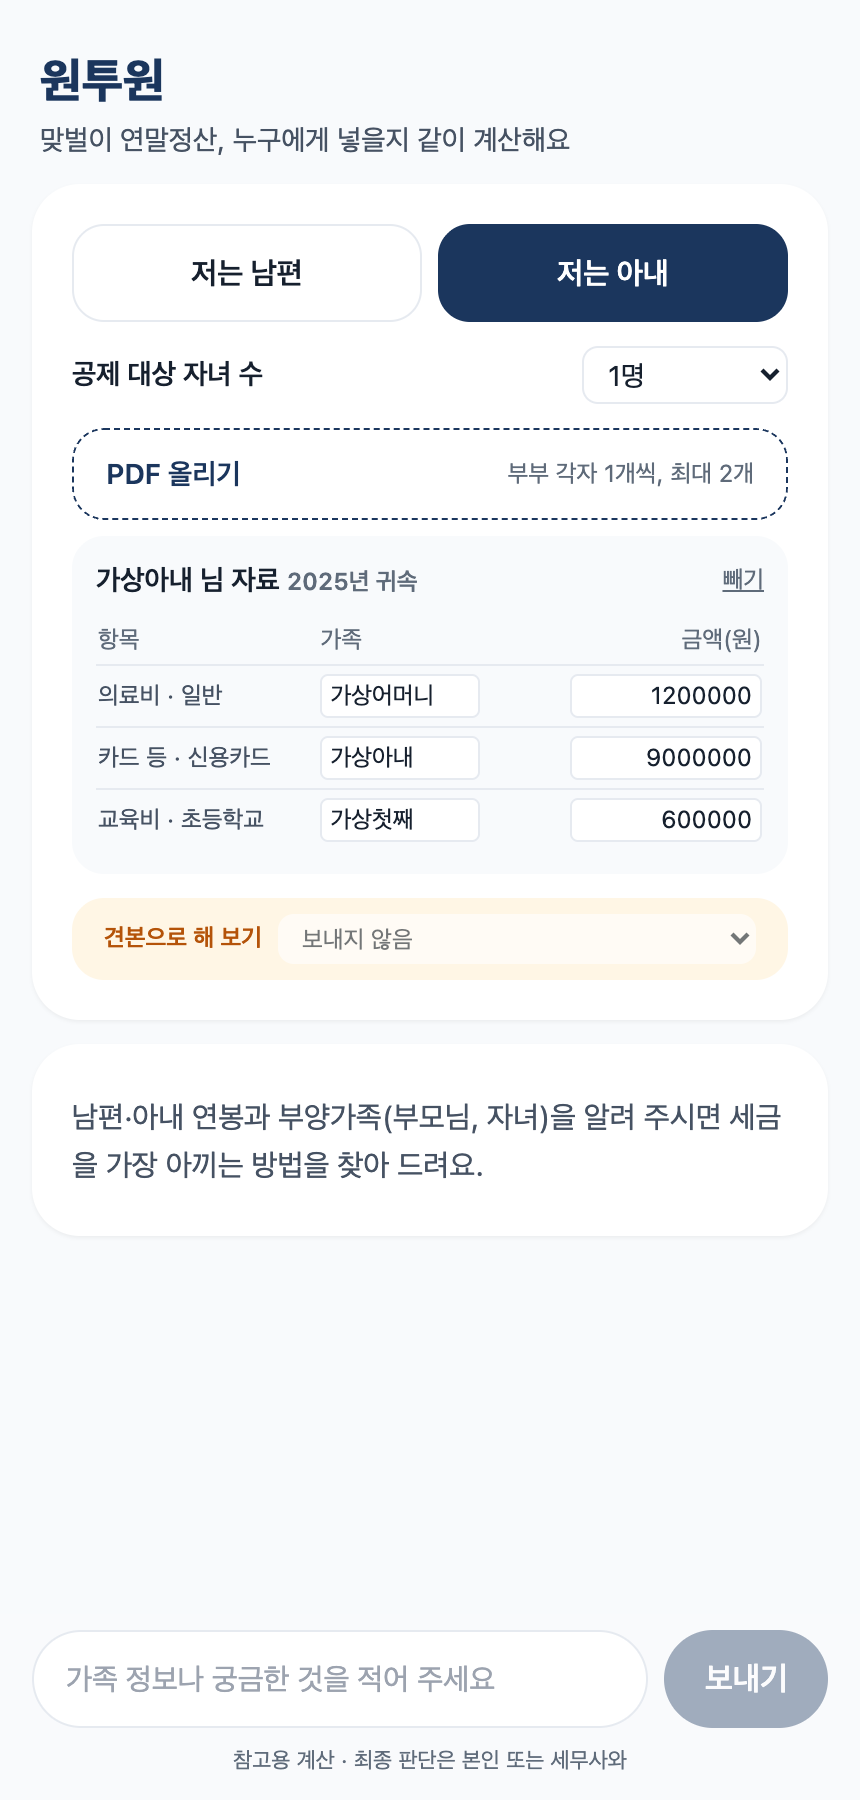 원투원
맞벌이 연말정산, 누구에게 넣을지 같이 계산해요
저는 남편
저는 아내
공제 대상 자녀 수
1명
PDF 올리기
부부 각자 1개씩, 최대 2개
가상아내 님 자료 2025년 귀속
빼기
항목 가족 금액(원)
의료비 · 일반 가상어머니 1200000
카드 등 · 신용카드 가상아내 9000000
교육비 · 초등학교 가상첫째 600000
견본으로 해 보기 보내지 않음
남편·아내 연봉과 부양가족(부모님, 자녀)을 알려 주시면 세금
을 가장 아끼는 방법을 찾아 드려요.
가족 정보나 궁금한 것을 적어 주세요
보내기
참고용 계산 · 최종 판단은 본인 또는 세무사와